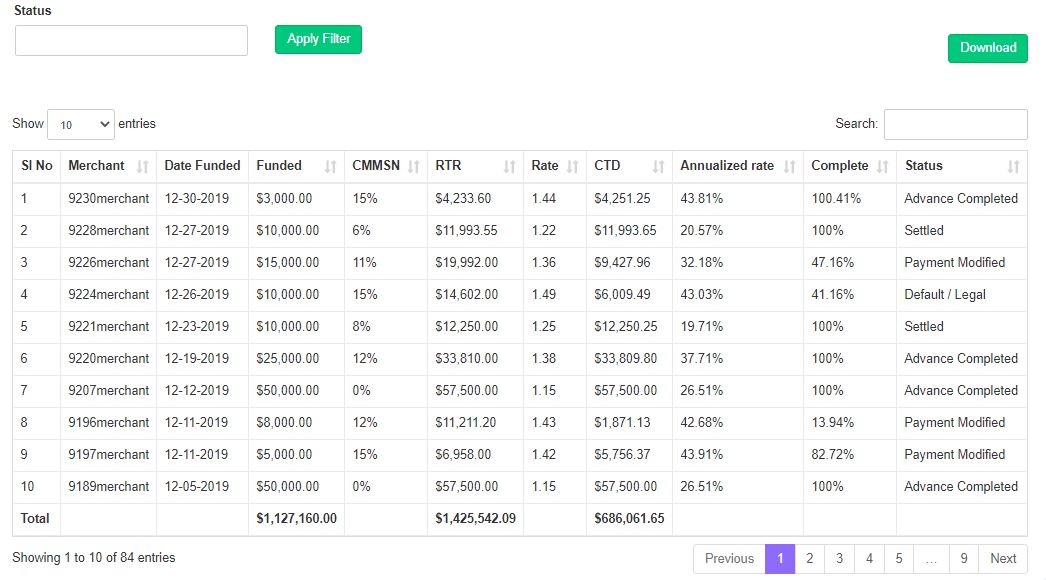 Status
Apply Filter
Download
Show 10 entries Search:
Sl No Merchant Date Funded Funded CMMSN RTR Rate CTD Annualized rate Complete Status
1 9230merchant 12-30-2019 $3,000.00 15% $4,233.60 1.44 $4,251.25 43.81% 100.41% Advance Completed
2 9228merchant 12-27-2019 $10,000.00 6% $11,993.55 1.22 $11,993.65 20.57% 100% Settled
3 9226merchant 12-27-2019 $15,000.00 11% $19,992.00 1.36 $9,427.96 32.18% 47.16% Payment Modified
4 9224merchant 12-26-2019 $10,000.00 15% $14,602.00 1.49 $6,009.49 43.03% 41.16% Default / Legal
5 9221merchant 12-23-2019 $10,000.00 8% $12,250.00 1.25 $12,250.25 19.71% 100% Settled
6 9220merchant 12-19-2019 $25,000.00 12% $33,810.00 1.38 $33,809.80 37.71% 100% Advance Completed
7 9207merchant 12-12-2019 $50,000.00 0% $57,500.00 1.15 $57,500.00 26.51% 100% Advance Completed
8 9196merchant 12-11-2019 $8,000.00 12% $11,211.20 1.43 $1,871.13 42.68% 13.94% Payment Modified
9 9197merchant 12-11-2019 $5,000.00 15% $6,958.00 1.42 $5,756.37 43.91% 82.72% Payment Modified
10 9189merchant 12-05-2019 $50,000.00 0% $57,500.00 1.15 $57,500.00 26.51% 100% Advance Completed
Total $1,127,160.00 $1,425,542.09 $686,061.65
Showing 1 to 10 of 84 entries Previous 1 2 3 4 5 ... 9 Next